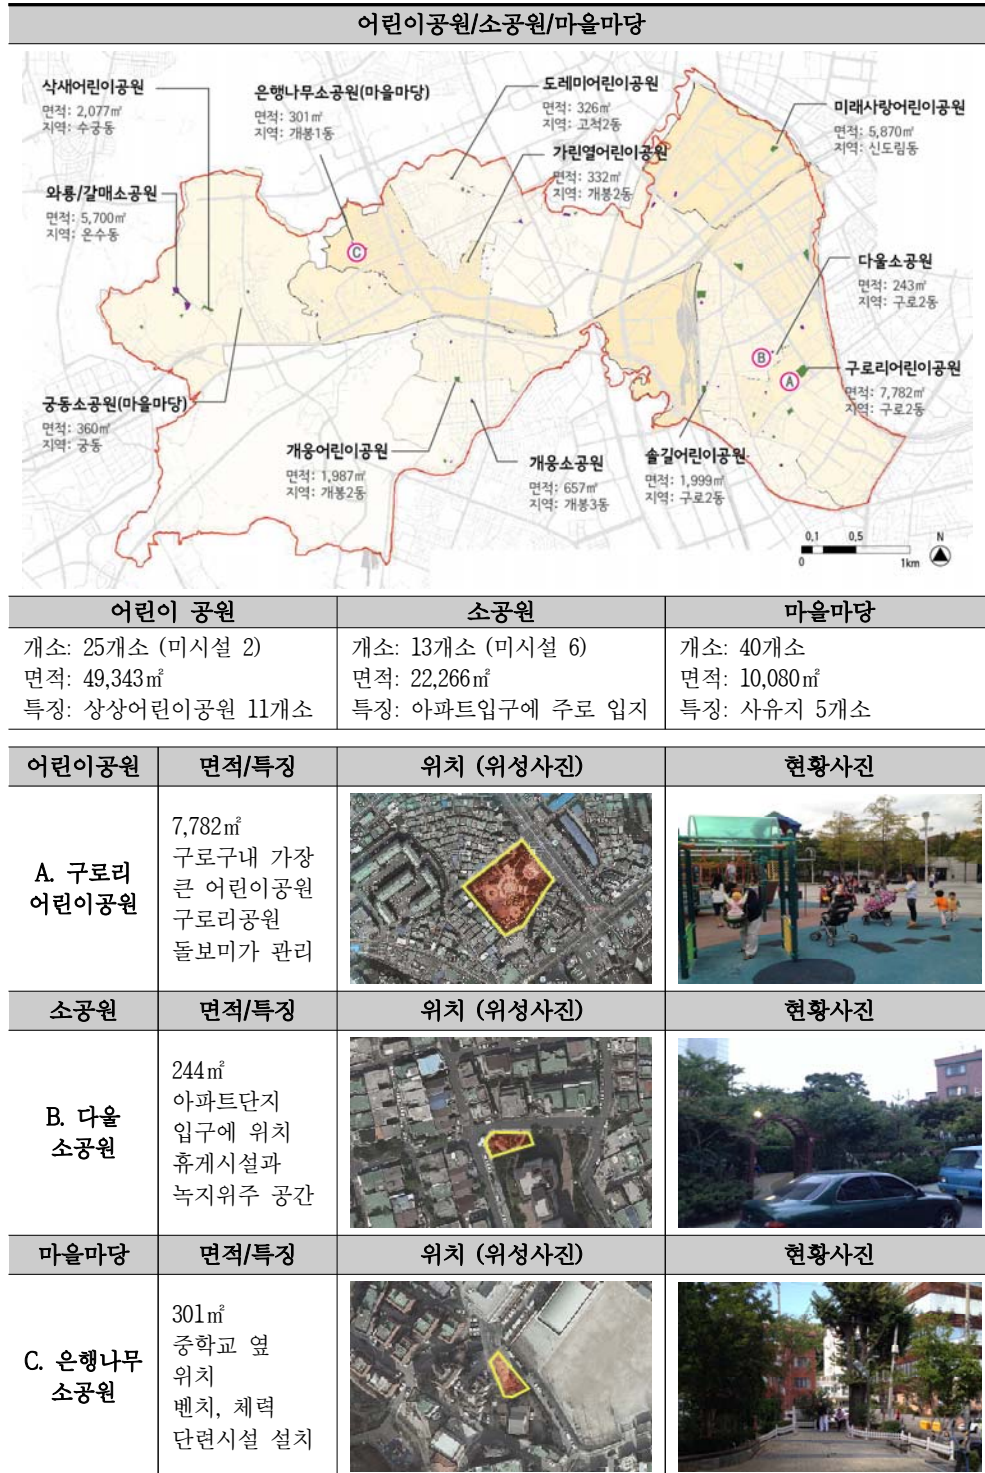 어린이공원/소공원/마을마당
삭새어린이공원
면적: 2,077㎡
지역: 수궁동
은행나무소공원(마을마당)
면적: 301㎡
지역: 개봉1동
도레미어린이공원
면적: 326㎡
지역: 고척2동
미래사랑어린이공원
면적: 5,870㎡
지역: 신도림동
가린열어린이공원
면적: 332㎡
지역: 개봉2동
와룡/갈매소공원
면적: 5,700㎡
지역: 온수동
C
다울소공원
면적: 243㎡
지역: 구로2동
B
A
구로리어린이공원
면적: 7,782㎡
지역: 구로2동
궁동소공원(마을마당)
면적: 360㎡
지역: 궁동
개웅어린이공원
면적: 1,987㎡
지역: 개봉2동
개웅소공원
면적: 657㎡
지역: 개봉3동
솔길어린이공원
면적: 1,999㎡
지역: 구로2동
0.1 0.5 N
0 1km
어린이 공원 소공원 마을마당
개소: 25개소 (미시설 2) 개소: 13개소 (미시설 6) 개소: 40개소
면적: 49,343㎡ 면적: 22,266㎡ 면적: 10,080㎡
특징: 상상어린이공원 11개소 특징: 아파트입구에 주로 입지 특징: 사유지 5개소
어린이공원 면적/특징 위치 (위성사진) 현황사진
A. 구로리
어린이공원
7,782㎡
구로구내 가장
큰 어린이공원
구로리공원
돌보미가 관리
소공원 면적/특징 위치 (위성사진) 현황사진
B. 다울
소공원
244㎡
아파트단지
입구에 위치
휴게시설과
녹지위주 공간
마을마당 면적/특징 위치 (위성사진) 현황사진
C. 은행나무
소공원
301㎡
중학교 옆
위치
벤치, 체력
단련시설 설치